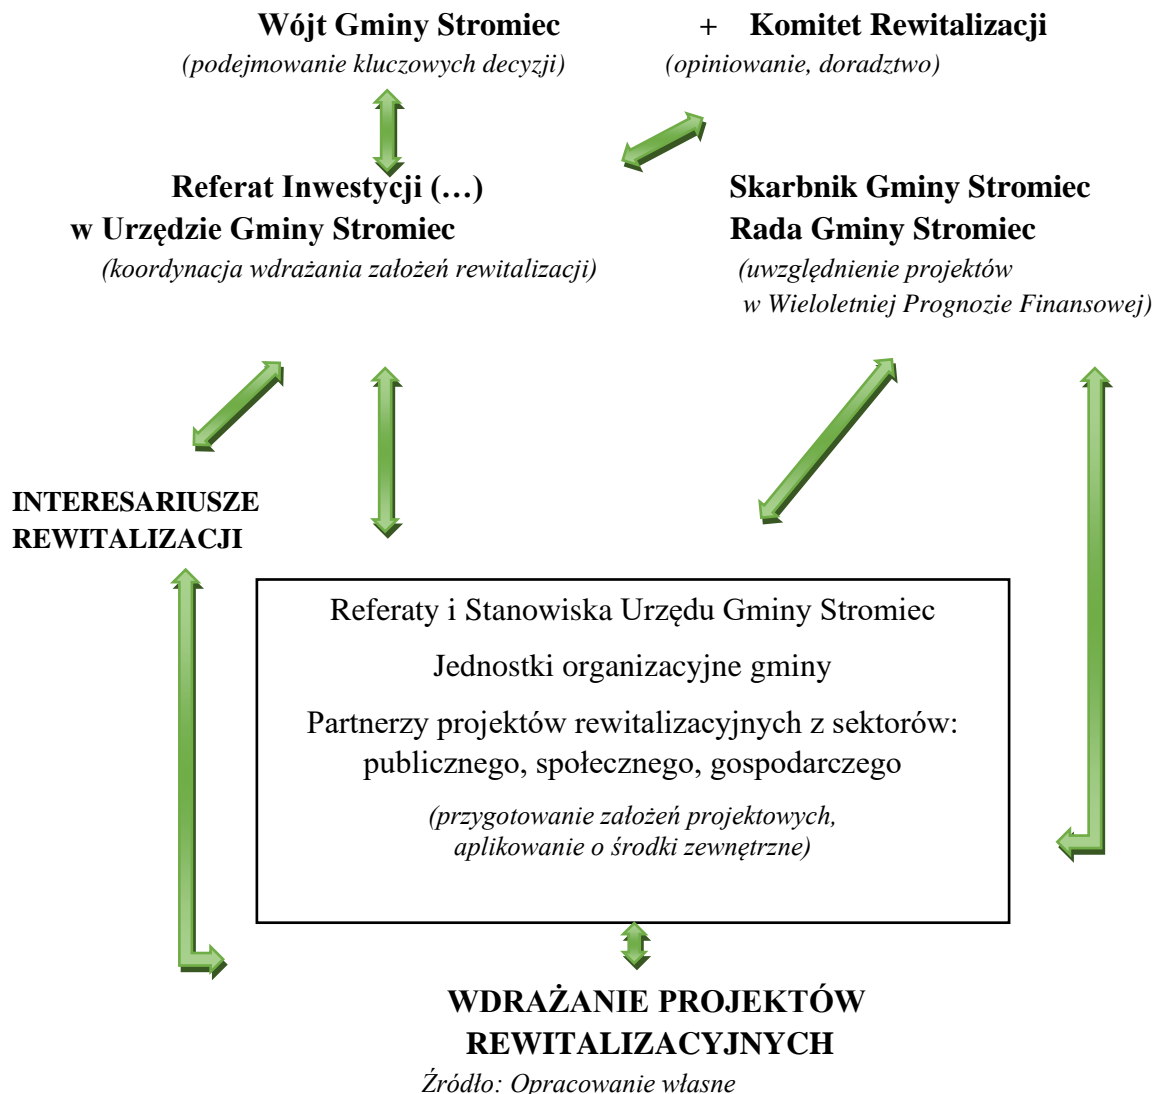 Wójt Gminy Stromiec + Komitet Rewitalizacji
(podejmowanie kluczowych decyzji) (opiniowanie, doradztwo)
Referat Inwestycji (…)
w Urzędzie Gminy Stromiec
(koordynacja wdrażania założeń rewitalizacji)
Skarbnik Gminy Stromiec
Rada Gminy Stromiec
(uwzględnienie projektów
w Wieloletniej Prognozie Finansowej)
INTERESARIUSZE
REWITALIZACJI
Referaty i Stanowiska Urzędu Gminy Stromiec
Jednostki organizacyjne gminy
Partnerzy projektów rewitalizacyjnych z sektorów:
publicznego, społecznego, gospodarczego
(przygotowanie założeń projektowych,
aplikowanie o środki zewnętrzne)
WDRAŻANIE PROJEKTÓW
REWITALIZACYJNYCH
Źródło: Opracowanie własne